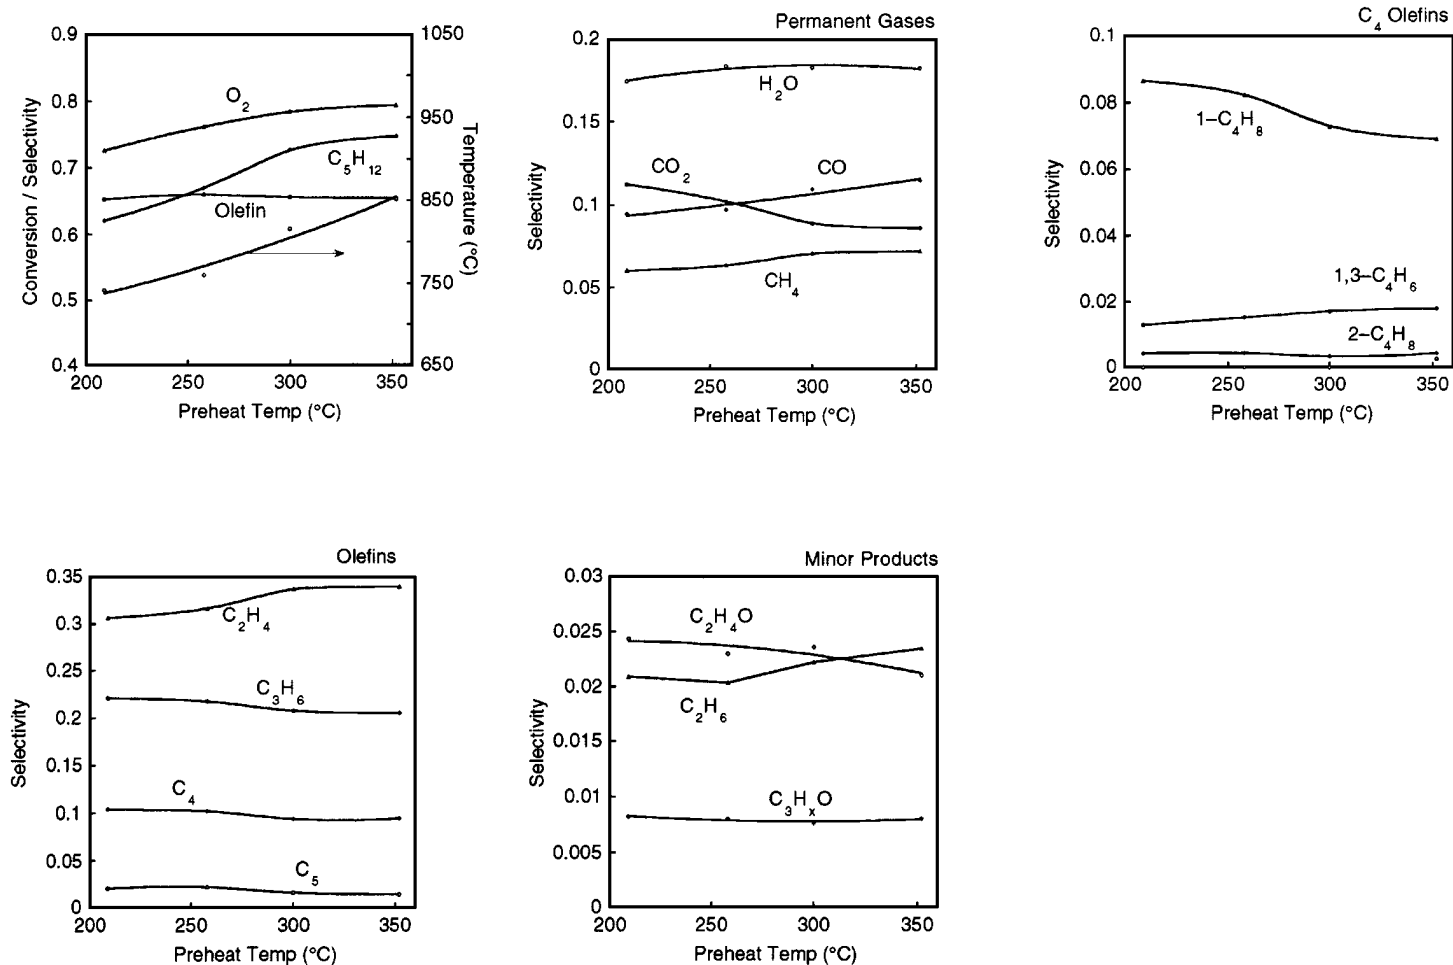 0.9
0.8
0.7
0.6
0.5
0.4
Conversion / Selectivity
O2
C5H12
Olefin
1050
950
850
750
650
Temperature (°C)
200 250 300 350
Preheat Temp (°C)
Permanent Gases
0.2
0.15
0.1
0.05
0
Selectivity
H2O
CO2
CO
CH4
200 250 300 350
Preheat Temp (°C)
C4 Olefins
0.1
0.08
0.06
0.04
0.02
0
Selectivity
1–C4H8
1,3–C4H6
2–C4H8
200 250 300 350
Preheat Temp (°C)
Olefins
0.35
0.3
0.25
0.2
0.15
0.1
0.05
0
Selectivity
C2H4
C3H6
C4
C5
200 250 300 350
Preheat Temp (°C)
Minor Products
0.03
0.025
0.02
0.015
0.01
0.005
0
Selectivity
C2H4O
C2H6
C3HxO
200 250 300 350
Preheat Temp (°C)